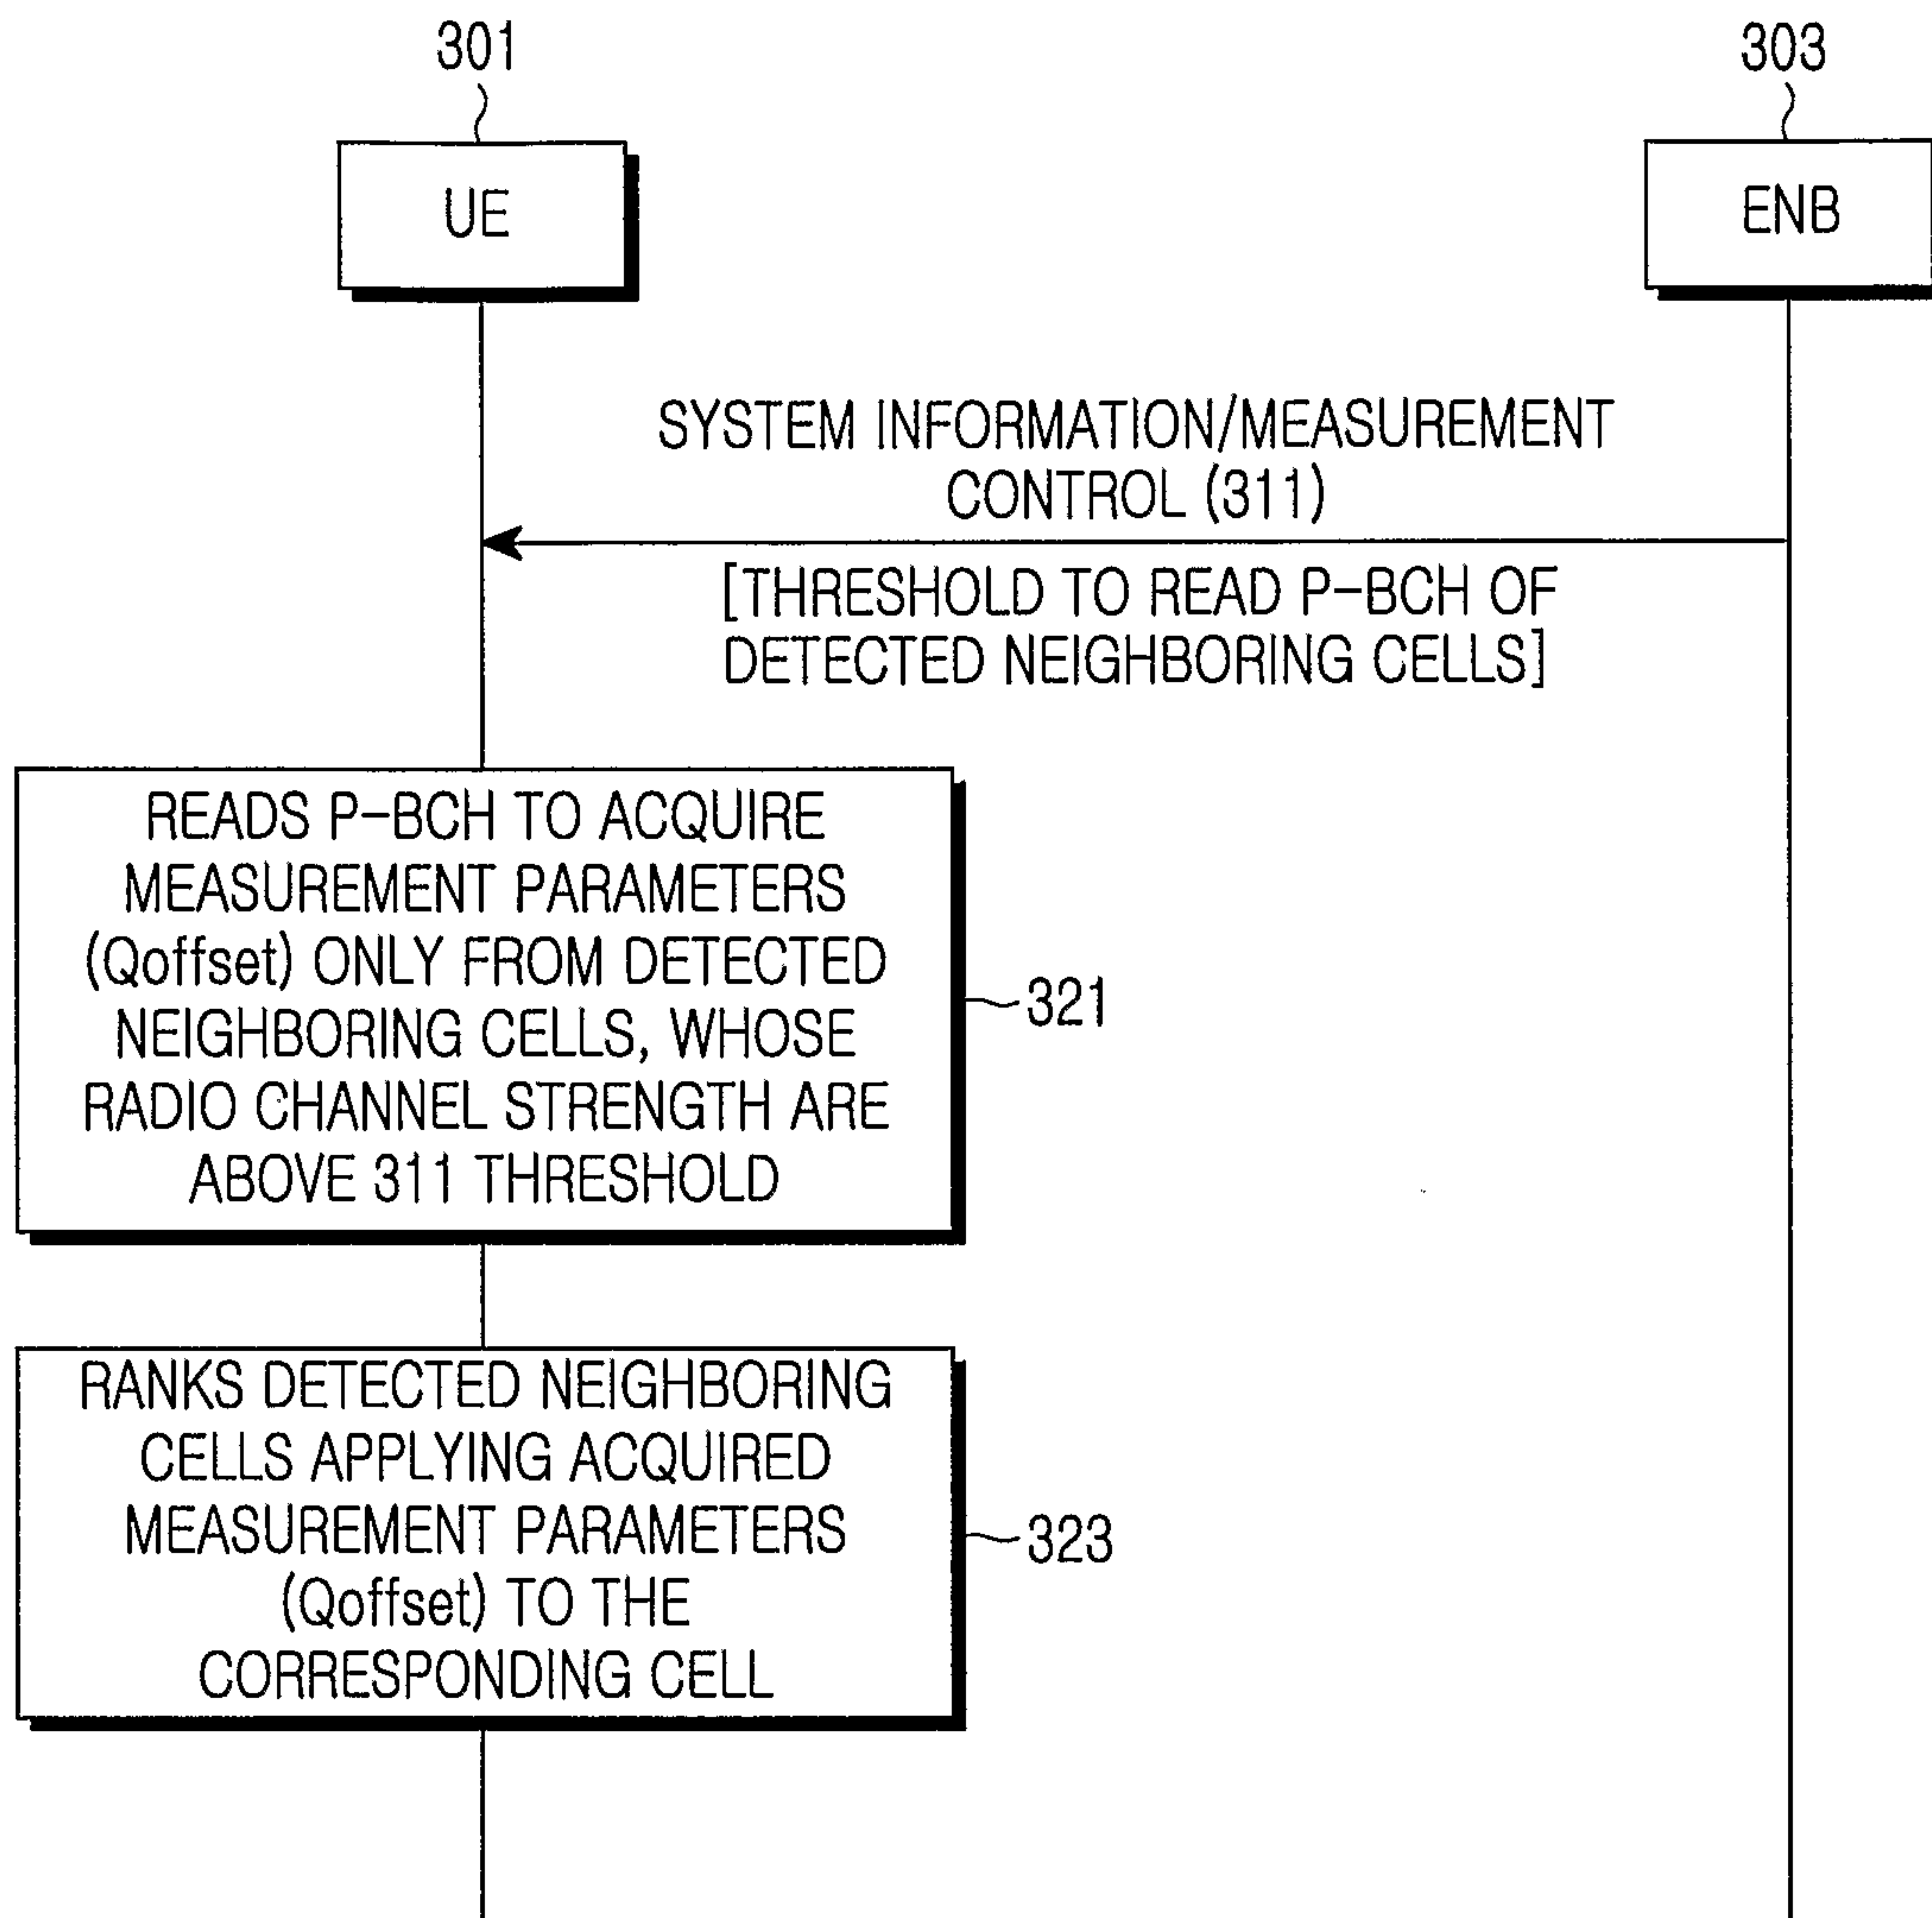 301
303
UE
ENB
SYSTEM INFORMATION/MEASUREMENT
CONTROL (311)
[THRESHOLD TO READ P-BCH OF
DETECTED NEIGHBORING CELLS]
READS P-BCH TO ACQUIRE
MEASUREMENT PARAMETERS
(Qoffset) ONLY FROM DETECTED
NEIGHBORING CELLS, WHOSE
RADIO CHANNEL STRENGTH ARE
ABOVE 311 THRESHOLD
321
RANKS DETECTED NEIGHBORING
CELLS APPLYING ACQUIRED
MEASUREMENT PARAMETERS
(Qoffset) TO THE
CORRESPONDING CELL
323